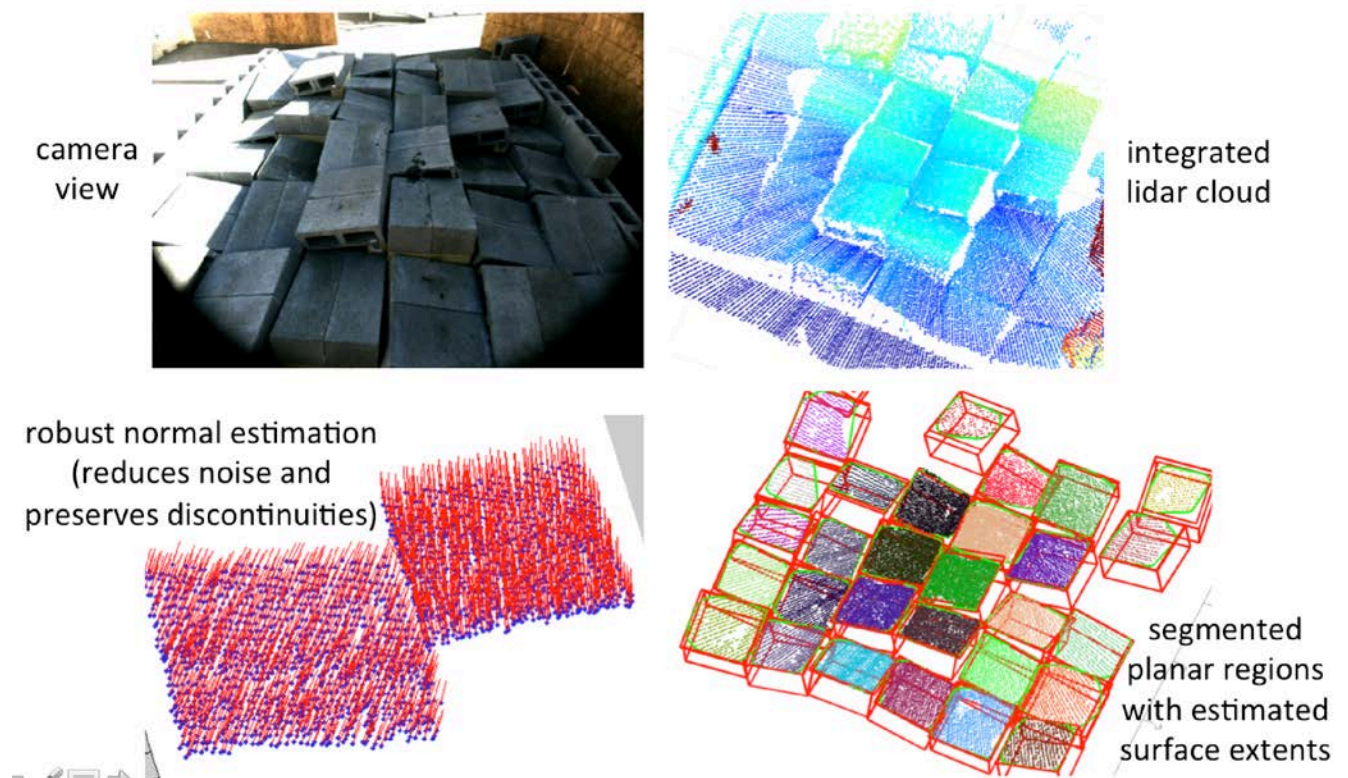 camera
view
integrated
lidar cloud
robust normal estimation
(reduces noise and
preserves discontinuities)
segmented
planar regions
with estimated
surface extents